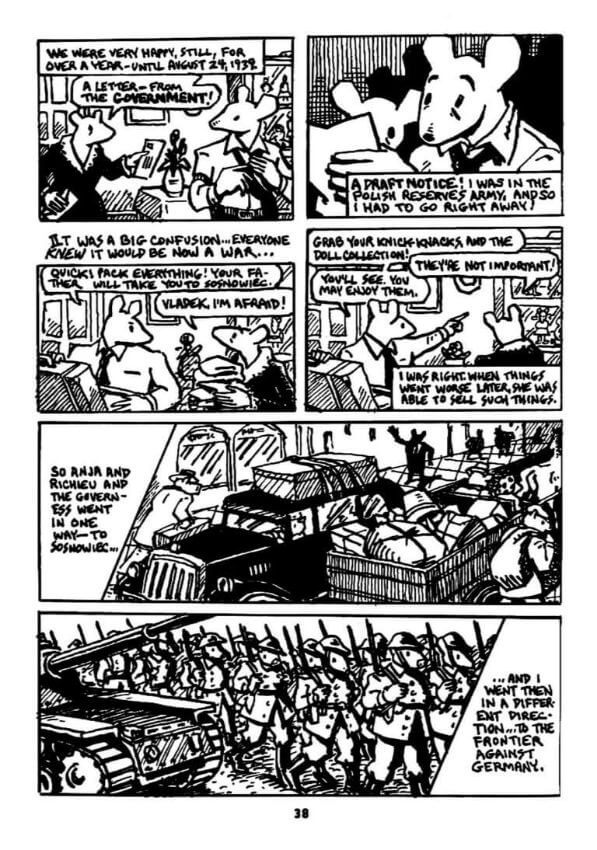 WE WERE VERY HAPPY, STILL, FOR
OVER A YEAR-UNTIL AUGUST 24, 1939.
A LETTER-FROM
THE GOVERNMENT!
A DRAFT NOTICE! I WAS IN THE
POLISH RESERVES ARMY, AND SO
I HAD TO GO RIGHT AWAY!
IT WAS A BIG CONFUSION... EVERYONE
KNEW IT WOULD BE NOW A WAR...
QUICK! PACK EVERYTHING! YOUR FA-
THER WILL TAKE YOU TO SOSNOWIEC.
VLADEK, I'M AFRAID!
GRAB YOUR KNICK-KNACKS, AND THE
DOLL COLLECTION!
THEY'RE NOT IMPORTANT!
YOU'LL SEE. YOU
MAY ENJOY THEM.
I WAS RIGHT. WHEN THINGS
WENT WORSE LATER, SHE WAS
ABLE TO SELL SUCH THINGS.
SO ANJA AND
RICHIEU AND
THE GOVERN-
ESS WENT
IN ONE
WAY-TO
SOSNOWIEC...
... AND I
WENT THEN
IN A DIFFER-
ENT DIREC-
TION... TO THE
FRONTIER
AGAINST
GERMANY.
38